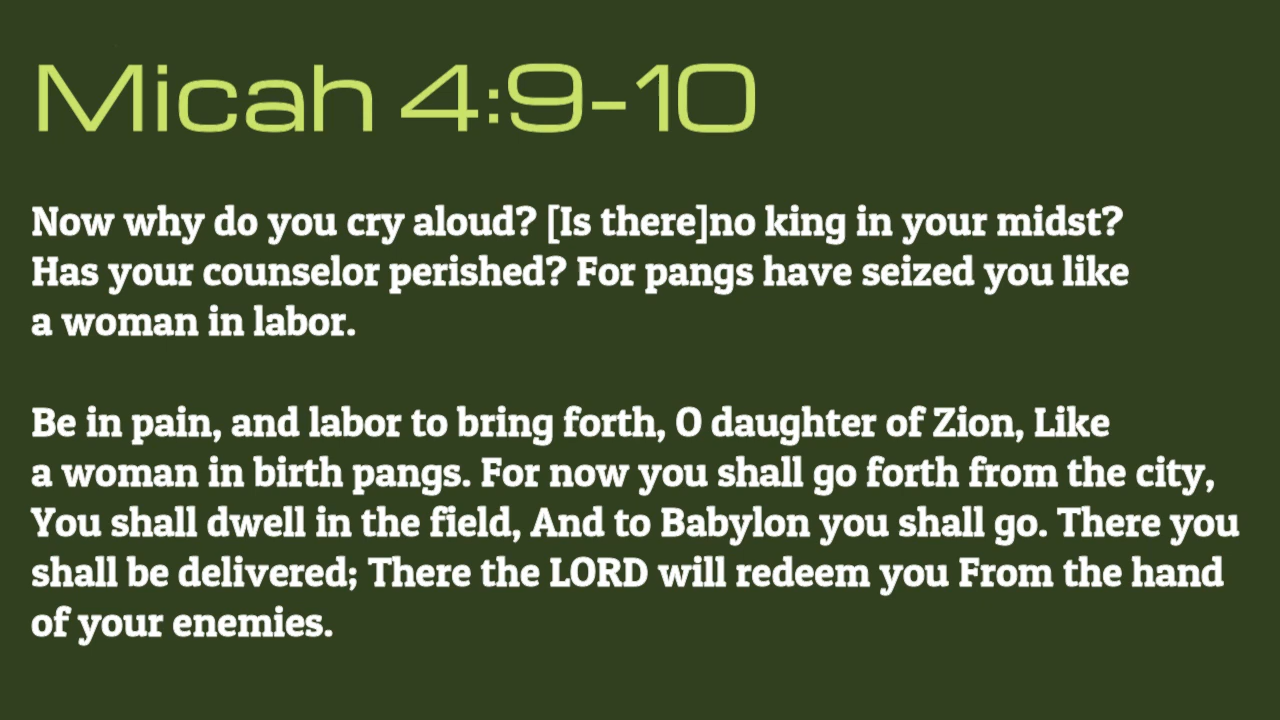 Micah 4:9-10
Now why do you cry aloud? [Is there]no king in your midst?
Has your counselor perished? For pangs have seized you like
a woman in labor.
Be in pain, and labor to bring forth, O daughter of Zion, Like
a woman in birth pangs. For now you shall go forth from the city,
You shall dwell in the field, And to Babylon you shall go. There you
shall be delivered; There the LORD will redeem you From the hand
of your enemies.